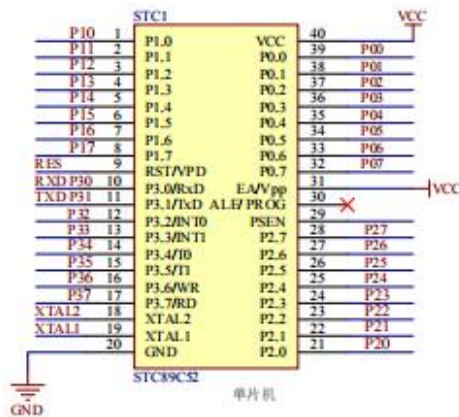 STC1
P10 1 P1.0 VCC 40 VCC
P11 2 P1.1 P0.0 39 P00
P12 3 P1.2 P0.1 38 P01
P13 4 P1.3 P0.2 37 P02
P14 5 P1.4 P0.3 36 P03
P15 6 P1.5 P0.4 35 P04
P16 7 P1.6 P0.5 34 P05
P17 8 P1.7 P0.6 33 P06
RES 9 RST/VPD P0.7 32 P07
RXD P30 10 P3.0/RxD EA/Vpp 31 VCC
TXD P31 11 P3.1/TxD ALE/PROG 30
P32 12 P3.2/INT0 PSEN 29
P33 13 P3.3/INT1 P2.7 28 P27
P34 14 P3.4/T0 P2.6 27 P26
P35 15 P3.5/T1 P2.5 26 P25
P36 16 P3.6/WR P2.4 25 P24
P37 17 P3.7/RD P2.3 24 P23
XTAL2 18 XTAL2 P2.2 23 P22
XTAL1 19 XTAL1 P2.1 22 P21
20 GND P2.0 21 P20
STC89C52
单片机
GND